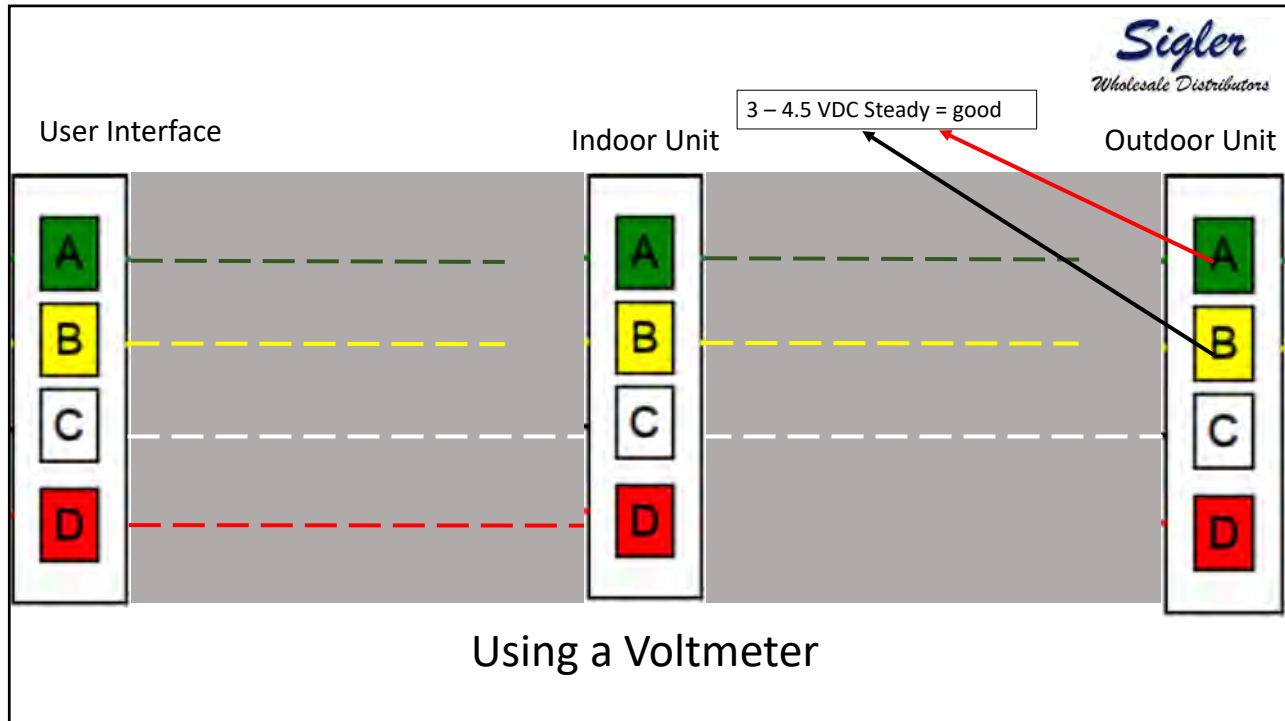 Sigler
Wholesale Distributors
3 – 4.5 VDC Steady = good
User Interface
Indoor Unit
Outdoor Unit
A
A
A
B
B
B
C
C
C
D
D
D
Using a Voltmeter